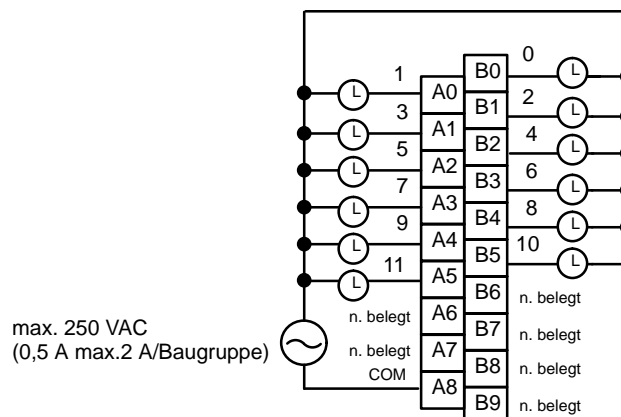 0
1 L A0 B0 L
2
3 L A1 B1 L
4
5 L A2 B2 L
6
7 L A3 B3 L
8
9 L A4 B4 L
10
11 L A5 B5 L
n. belegt A6 B6 n. belegt
n. belegt A7 B7 n. belegt
COM A8 B8 n. belegt
B9 n. belegt
max. 250 VAC
(0,5 A max.2 A/Baugruppe)